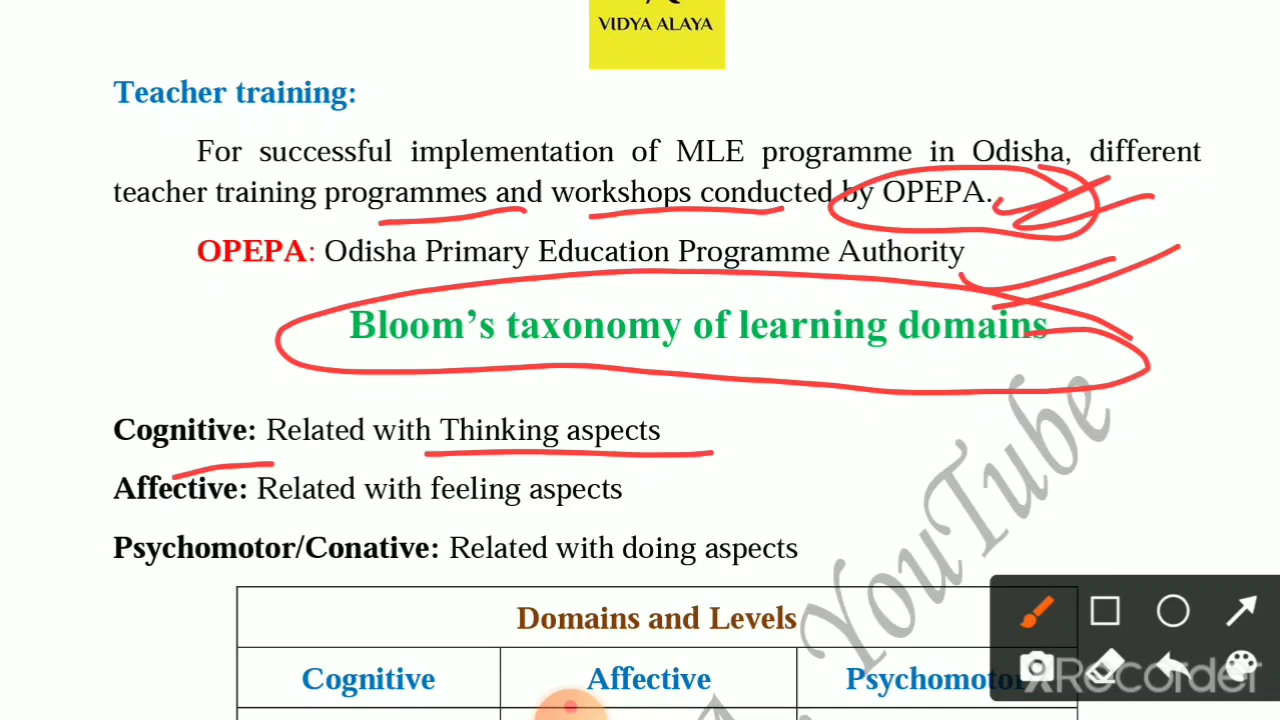 VIDYA ALAYA
Teacher training:
For successful implementation of MLE programme in Odisha, different
teacher training programmes and workshops conducted by OPEPA.
OPEPA: Odisha Primary Education Programme Authority
Bloom’s taxonomy of learning domains
Cognitive: Related with Thinking aspects
Affective: Related with feeling aspects
Psychomotor/Conative: Related with doing aspects
YouTube
Domains and Levels
Cognitive Affective Psychomotor
XRecorder